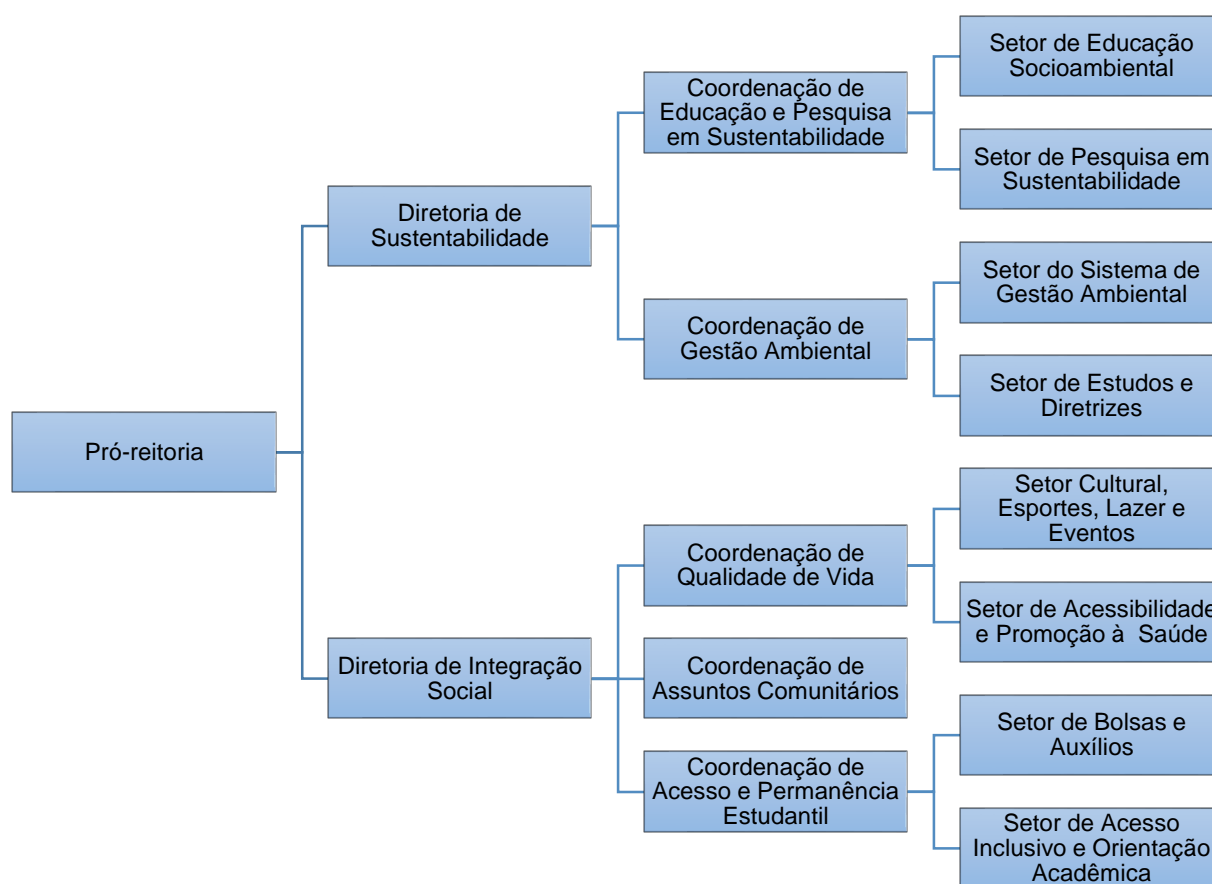 Pró-reitoria
Diretoria de
Sustentabilidade
Coordenação de
Educação e Pesquisa
em Sustentabilidade
Setor de Educação
Socioambiental
Setor de Pesquisa em
Sustentabilidade
Coordenação de
Gestão Ambiental
Setor do Sistema de
Gestão Ambiental
Setor de Estudos e
Diretrizes
Diretoria de Integração
Social
Coordenação de
Qualidade de Vida
Setor Cultural,
Esportes, Lazer e
Eventos
Setor de Acessibilidade
e Promoção à Saúde
Coordenação de
Assuntos Comunitários
Coordenação de
Acesso e Permanência
Estudantil
Setor de Bolsas e
Auxílios
Setor de Acesso
Inclusivo e Orientação
Acadêmica